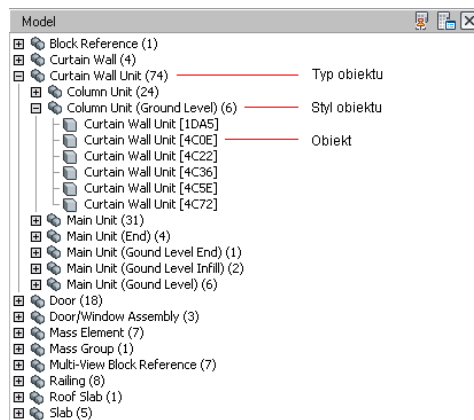 Model
Block Reference (1)
Curtain Wall (4)
Curtain Wall Unit (74) Typ obiektu
Column Unit (24)
Column Unit (Ground Level) (6) Styl obiektu
Curtain Wall Unit [1DA5]
Curtain Wall Unit [4C0E] Obiekt
Curtain Wall Unit [4C22]
Curtain Wall Unit [4C36]
Curtain Wall Unit [4C5E]
Curtain Wall Unit [4C72]
Main Unit (31)
Main Unit (End) (4)
Main Unit (Gound Level End) (1)
Main Unit (Gound Level Infill) (2)
Main Unit (Ground Level) (6)
Door (18)
Door/Window Assembly (3)
Mass Element (7)
Mass Group (1)
Multi-View Block Reference (7)
Railing (8)
Roof Slab (1)
Slab (5)